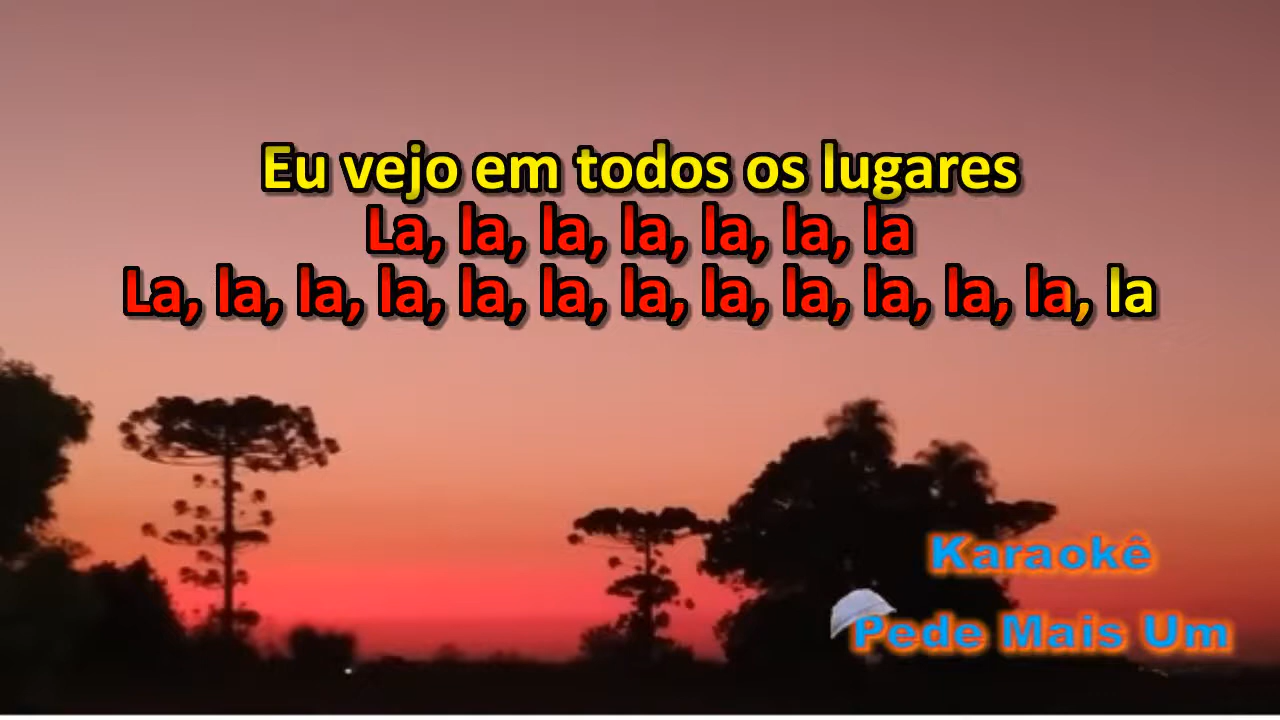 Eu vejo em todos os lugares
La, la, la, la, la, la, la
La, la, la, la, la, la, la, la, la, la, la, la, la
Karaokê
Pede Mais Um